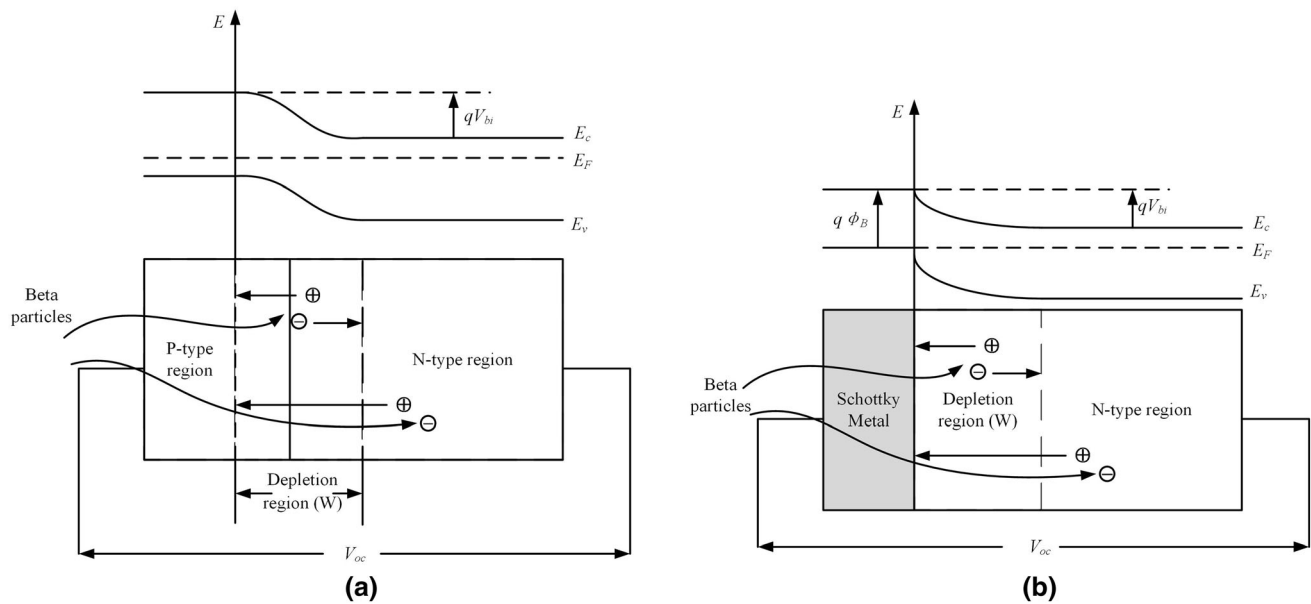 E
qV_bi
E_c
E_F
E_v
Beta
particles
P-type
region
⊕
⊖
N-type region
⊕
⊖
Depletion
region (W)
V_oc
(a)
E
q ϕ_B
qV_bi
E_c
E_F
E_v
Beta
particles
Schottky
Metal
⊕
⊖
Depletion
region (W)
N-type region
⊕
⊖
V_oc
(b)